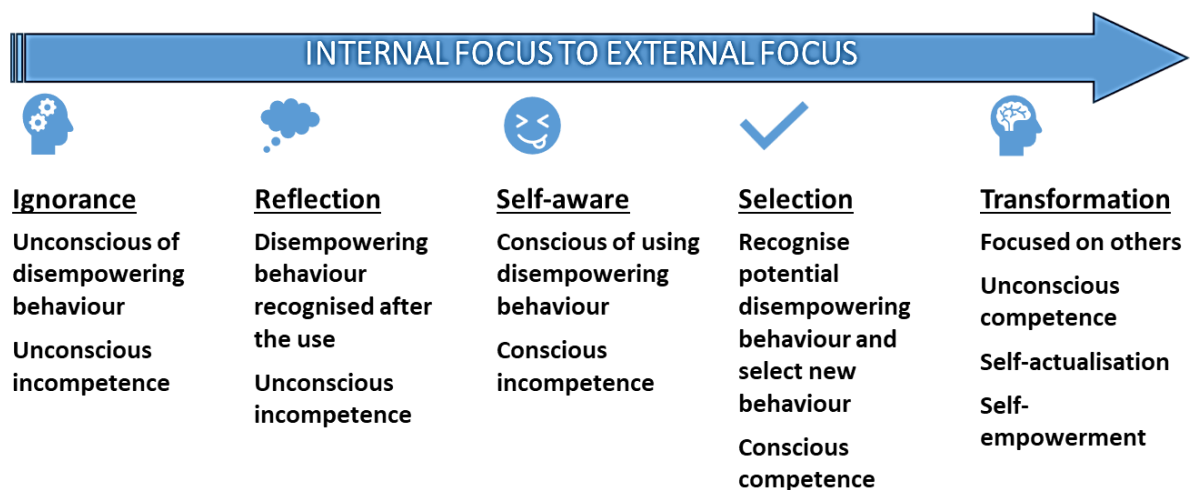 INTERNAL FOCUS TO EXTERNAL FOCUS
Ignorance
Unconscious of
disempowering
behaviour
Unconscious
incompetence
Reflection
Disempowering
behaviour
recognised after
the use
Unconscious
incompetence
Self-aware
Conscious of using
disempowering
behaviour
Conscious
incompetence
Selection
Recognise
potential
disempowering
behaviour and
select new
behaviour
Conscious
competence
Transformation
Focused on others
Unconscious
competence
Self-actualisation
Self-
empowerment